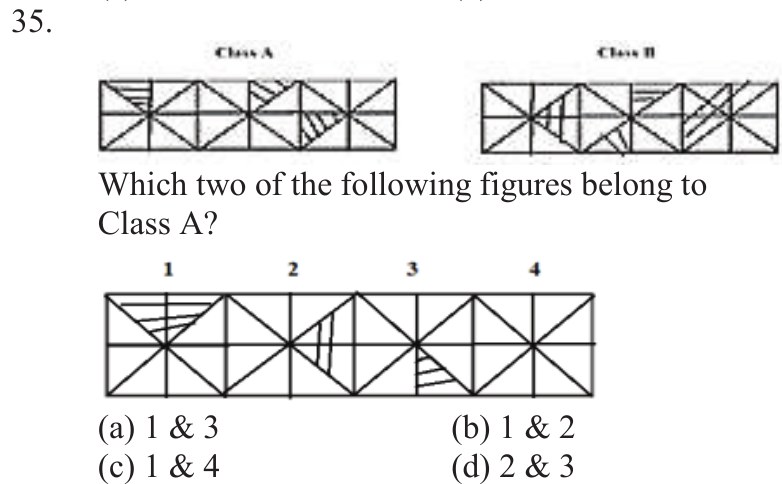 35.
Class A Class B
Which two of the following figures belong to
Class A?
1 2 3 4
(a) 1 & 3 (b) 1 & 2
(c) 1 & 4 (d) 2 & 3